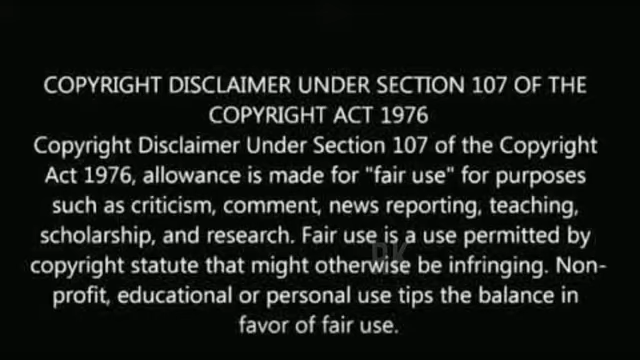 COPYRIGHT DISCLAIMER UNDER SECTION 107 OF THE
COPYRIGHT ACT 1976
Copyright Disclaimer Under Section 107 of the Copyright
Act 1976, allowance is made for "fair use" for purposes
such as criticism, comment, news reporting, teaching,
scholarship, and research. Fair use is a use permitted by
copyright statute that might otherwise be infringing. Non-
profit, educational or personal use tips the balance in
favor of fair use.